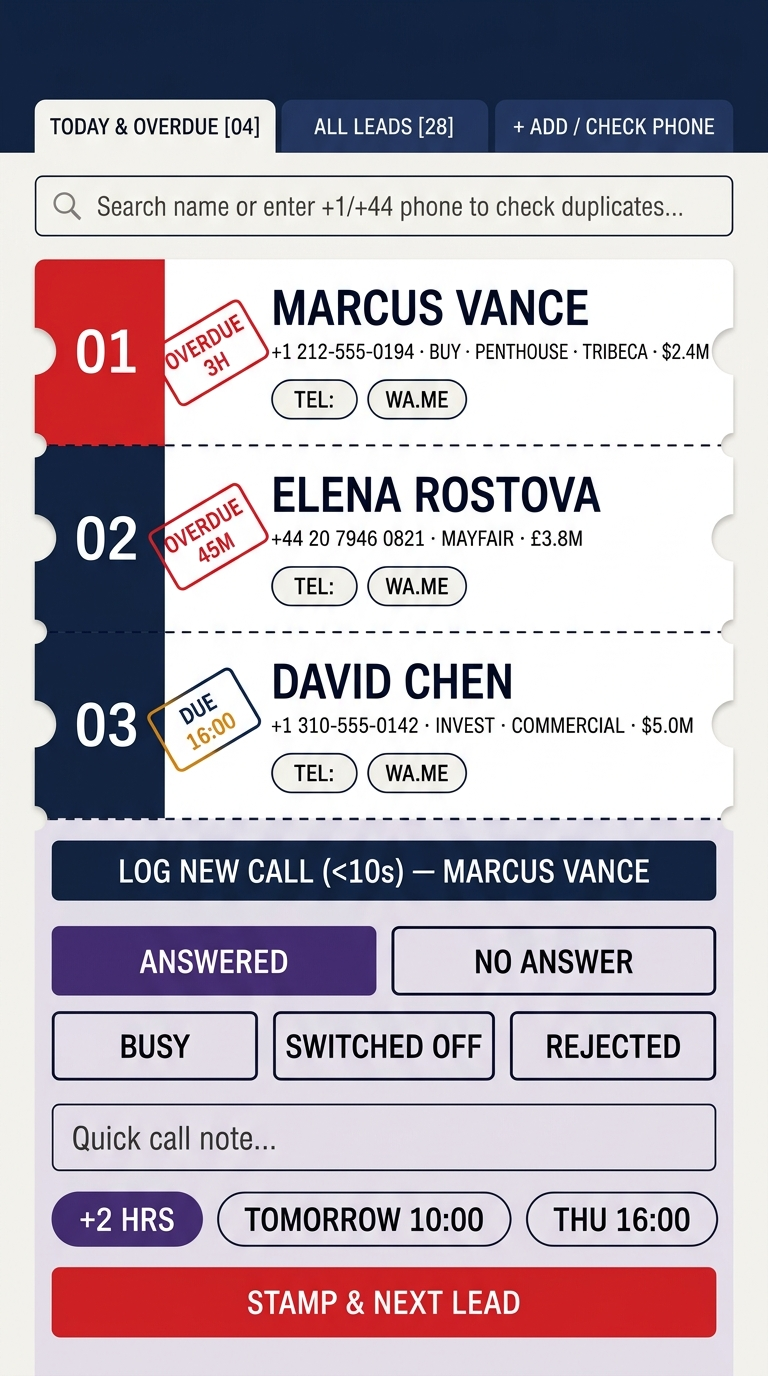 TODAY & OVERDUE [04]
ALL LEADS [28]
+ ADD / CHECK PHONE
Search name or enter +1/+44 phone to check duplicates...
01
OVERDUE
3H
MARCUS VANCE
+1 212-555-0194 · BUY · PENTHOUSE · TRIBECA · $2.4M
TEL:
WA.ME
02
OVERDUE
45M
ELENA ROSTOVA
+44 20 7946 0821 · MAYFAIR · £3.8M
TEL:
WA.ME
03
DUE
16:00
DAVID CHEN
+1 310-555-0142 · INVEST · COMMERCIAL · $5.0M
TEL:
WA.ME
LOG NEW CALL (<10s) — MARCUS VANCE
ANSWERED
NO ANSWER
BUSY
SWITCHED OFF
REJECTED
Quick call note...
+2 HRS
TOMORROW 10:00
THU 16:00
STAMP & NEXT LEAD